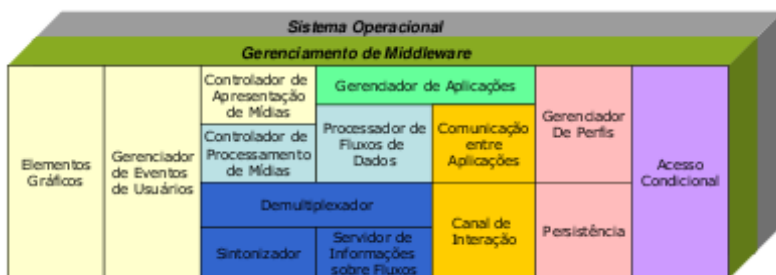 Sistema Operacional
Gerenciamento de Middleware
Elementos
Gráficos
Gerenciador
de Eventos
de Usuários
Controlador de
Apresentação
de Mídias
Controlador de
Processamento
de Mídias
Gerenciador de Aplicações
Processador de
Fluxos de
Dados
Comunicação
entre
Aplicações
Gerenciador
De Perfis
Acesso
Condicional
Demultiplexador
Sintonizador
Servidor de
Informações
sobre Fluxos
Canal de
Interação
Persistência